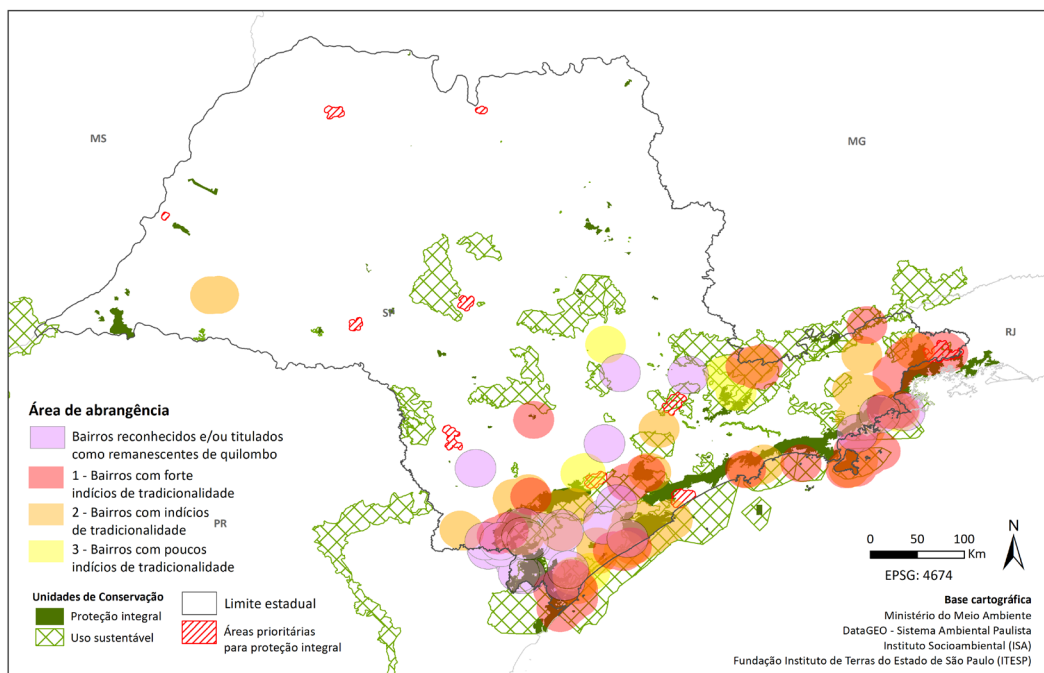 MS
MG
SP
RJ
PR
Área de abrangência
Bairros reconhecidos e/ou titulados
como remanescentes de quilombo
1 - Bairros com forte
indícios de tradicionalidade
2 - Bairros com indícios
de tradicionalidade
3 - Bairros com poucos
indícios de tradicionalidade
Unidades de Conservação
Proteção integral
Uso sustentável
Limite estadual
Áreas prioritárias
para proteção integral
N
0 50 100
Km
EPSG: 4674
Base cartográfica
Ministério do Meio Ambiente
DataGEO - Sistema Ambiental Paulista
Instituto Socioambiental (ISA)
Fundação Instituto de Terras do Estado de São Paulo (ITESP)